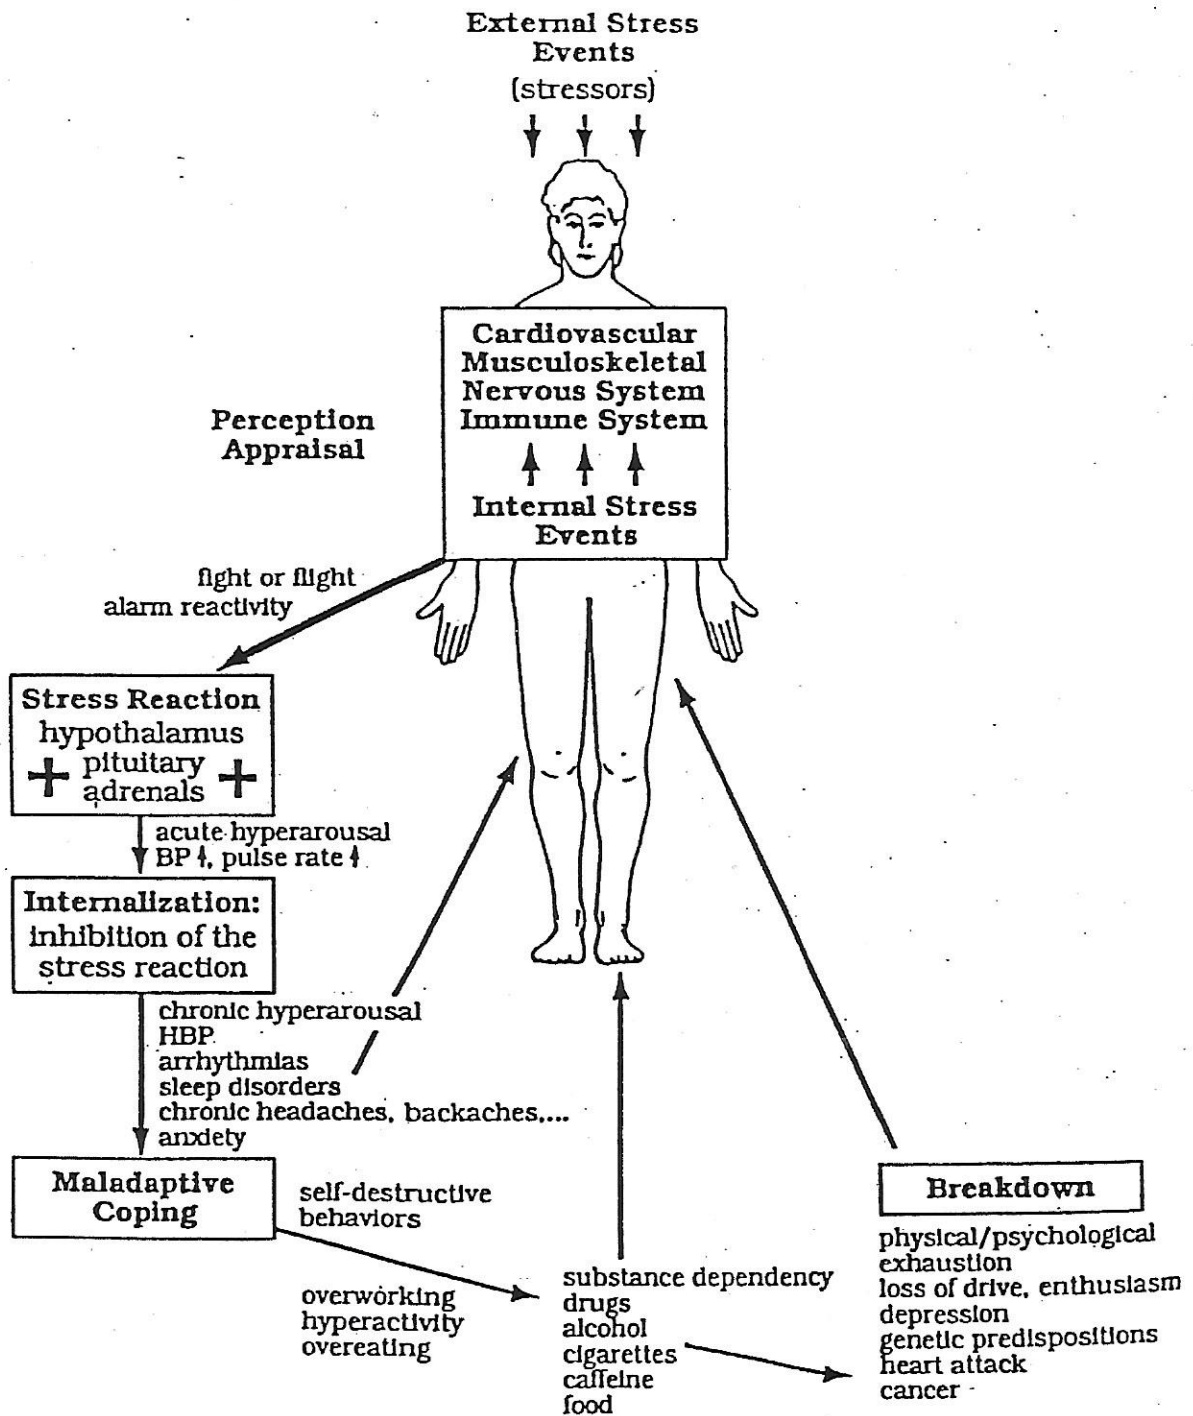 External Stress
Events
(stressors)
Cardiovascular
Musculoskeletal
Nervous System
Immune System
Perception
Appraisal
Internal Stress
Events
fight or flight
alarm reactivity
Stress Reaction
hypothalamus
+ pituitary +
adrenals
acute hyperarousal
BP ↑, pulse rate ↑
Internalization:
inhibition of the
stress reaction
chronic hyperarousal
HBP
arrhythmias
sleep disorders
chronic headaches, backaches,...
anxiety
Maladaptive
Coping
self-destructive
behaviors
overworking
hyperactivity
overeating
substance dependency
drugs
alcohol
cigarettes
caffeine
food
Breakdown
physical/psychological
exhaustion
loss of drive, enthusiasm
depression
genetic predispositions
heart attack
cancer